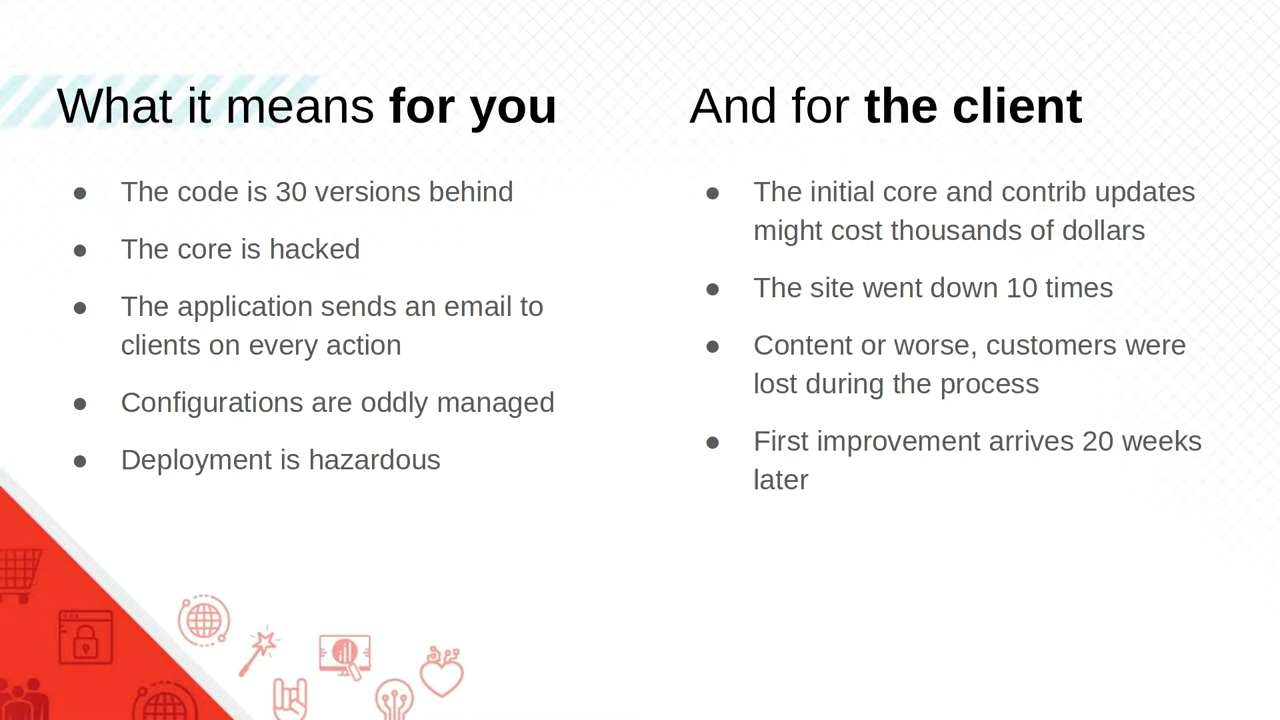 What it means for you
● The code is 30 versions behind
● The core is hacked
● The application sends an email to
clients on every action
● Configurations are oddly managed
● Deployment is hazardous
And for the client
● The initial core and contrib updates
might cost thousands of dollars
● The site went down 10 times
● Content or worse, customers were
lost during the process
● First improvement arrives 20 weeks
later